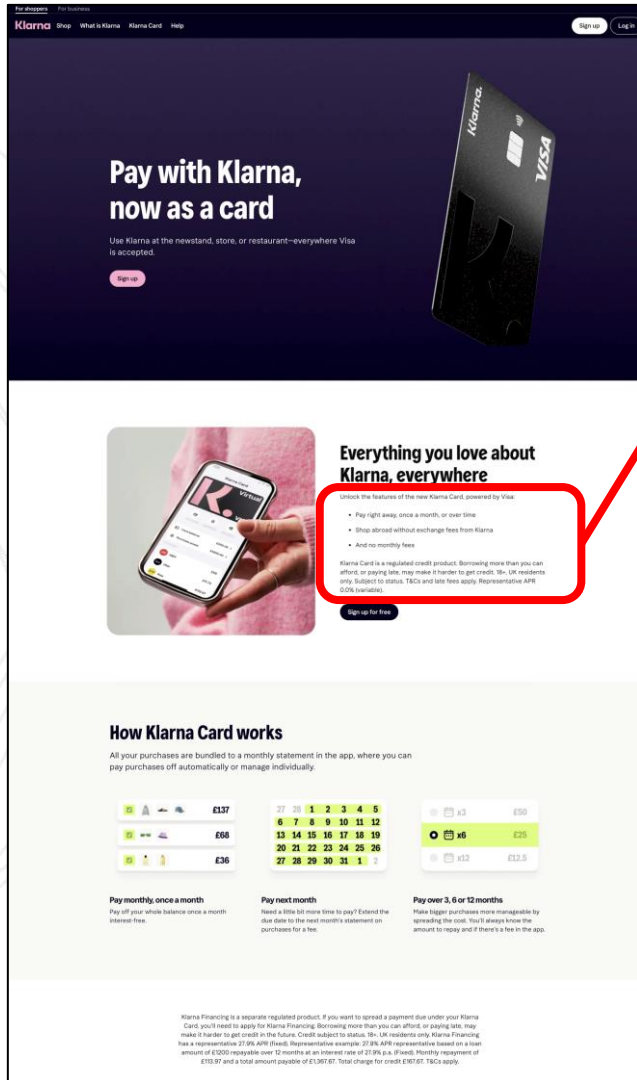 For shoppers For business
Klarna Shop What is Klarna Klarna Card Help Sign up Log in
Klarna.
VISA
Pay with Klarna,
now as a card
Use Klarna at the newstand, store, or restaurant—everywhere Visa
is accepted.
Sign up
Everything you love about
Klarna, everywhere
Klarna Card
K.
Virtual
Unlock the features of the new Klarna Card, powered by Visa:
• Pay right away, once a month, or over time
• Shop abroad without exchange fees from Klarna
• And no monthly fees
Klarna Card is a regulated credit product. Borrowing more than you can
afford, or paying late, may make it harder to get credit. 18+, UK residents
only. Subject to status. T&Cs and late fees apply. Representative APR
0.0% (variable).
Sign up for free
How Klarna Card works
All your purchases are bundled to a monthly statement in the app, where you can
pay purchases off automatically or manage individually.
£137
£68
£36
27 28 1 2 3 4 5
6 7 8 9 10 11 12
13 14 15 16 17 18 19
20 21 22 23 24 25 26
27 28 29 30 31 1 2
x3 £50
x6 £25
x12 £12.5
Pay monthly, once a month
Pay off your whole balance once a month
interest-free.
Pay next month
Need a little bit more time to pay? Extend the
due date to the next month's statement on
purchases for a fee.
Pay over 3, 6 or 12 months
Make bigger purchases more manageable by
spreading the cost. You'll always know the
amount to repay and if there's a fee in the app.
Klarna Financing is a separate regulated product. If you want to spread a payment due under your Klarna
Card, you'll need to apply for Klarna Financing. Borrowing more than you can afford, or paying late, may
make it harder to get credit in the future. Credit subject to status. 18+. UK residents only. Klarna Financing
has a representative 27.9% APR (fixed). Representative example: 27.9% APR representative based on a loan
amount of £1200 repayable over 12 months at an interest rate of 27.9% p.a. (Fixed). Monthly repayment of
£113.97 and a total amount payable of £1,367.67. Total charge for credit £167.67. T&Cs apply.